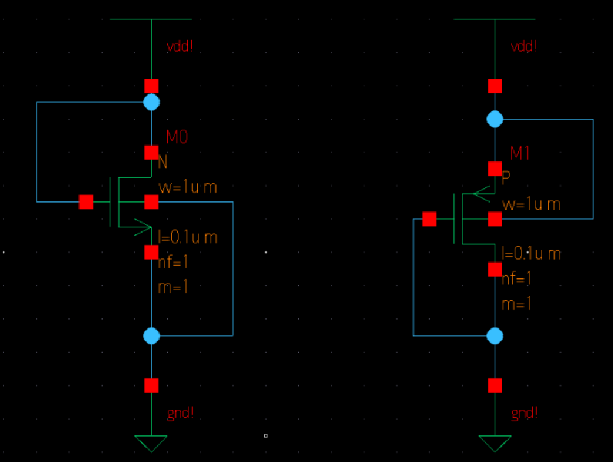 vdd!
M0
N
w=1um
l=0.1um
nf=1
m=1
gnd!
vdd!
M1
P
w=1um
l=0.1um
nf=1
m=1
gnd!